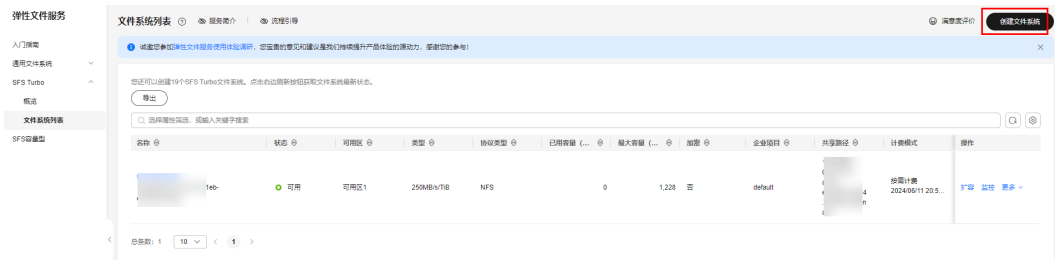 弹性文件服务
入门指南
通用文件系统
SFS Turbo
概览
文件系统列表
SFS容量型
文件系统列表 服务简介 流程引导 满意度评价 创建文件系统
诚邀您参加弹性文件服务使用体验调研，您宝贵的意见和建议是我们持续提升产品体验的源动力，感谢您的参与！
您还可以创建19个SFS Turbo文件系统。点击右边刷新按钮获取文件系统最新状态。
导出
选择属性筛选，或输入关键字搜索
名称 状态 可用区 类型 协议类型 已用容量 (... 最大容量 (... 加密 企业项目 共享路径 计费模式 操作
1eb- 可用 可用区1 250MB/s/TiB NFS 0 1,228 否 default 按需计费 扩容 监控 更多
2024/06/11 20:5...
总条数: 1 10 1